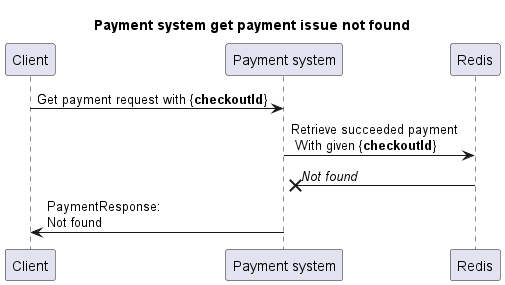 Payment system get payment issue not found
Client
Payment system
Redis
Get payment request with {checkoutId}
Retrieve succeeded payment
With given {checkoutId}
Not found
PaymentResponse:
Not found
Client
Payment system
Redis